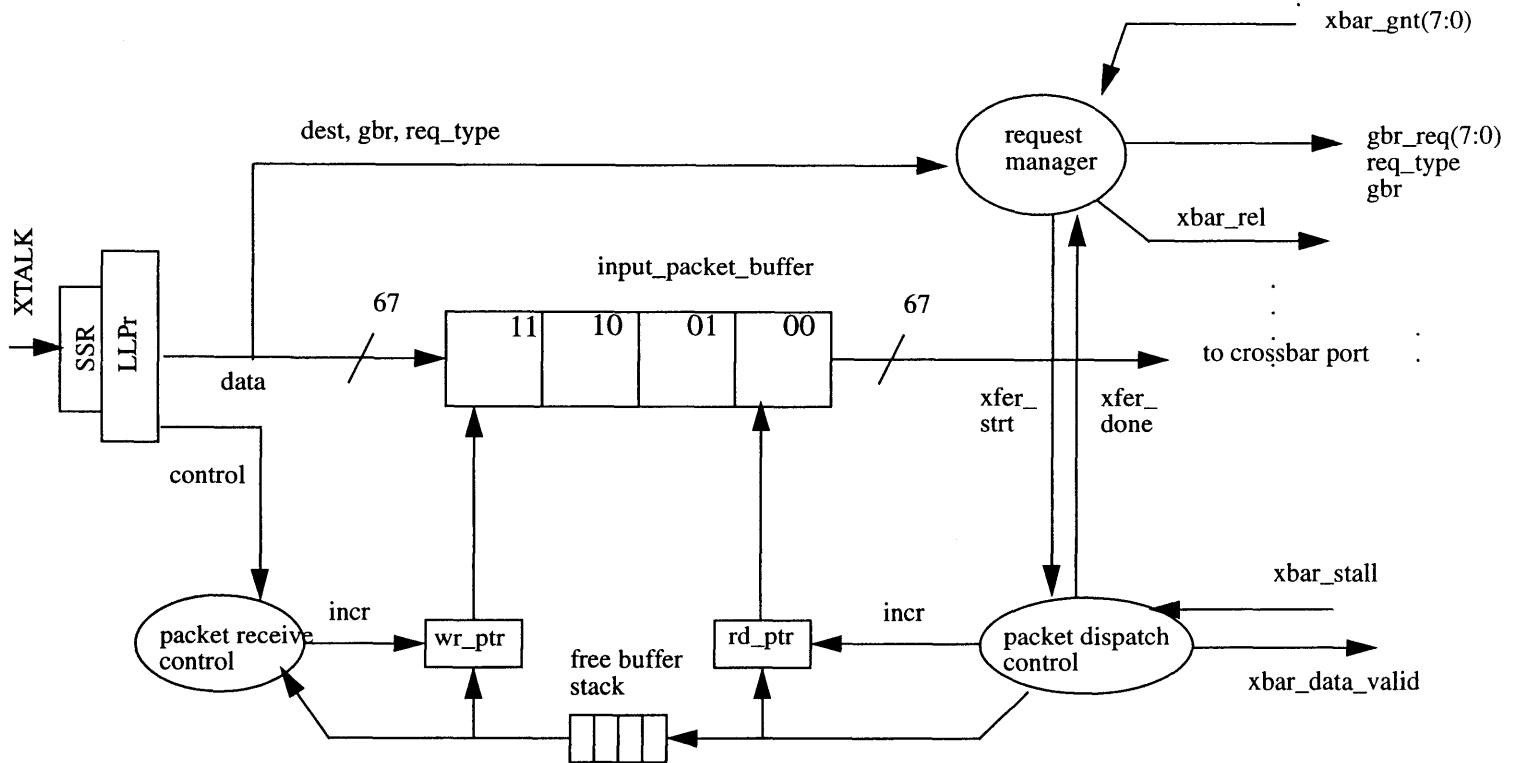 xbar_gnt(7:0)
dest, gbr, req_type
request
manager
gbr_req(7:0)
req_type
gbr
xbar_rel
XTALK
SSR
LLPr
input_packet_buffer
67
11
10
01
00
67
to crossbar port
data
xfer_
strt
xfer_
done
control
xbar_stall
incr
incr
packet receive
control
wr_ptr
rd_ptr
packet dispatch
control
free buffer
stack
xbar_data_valid